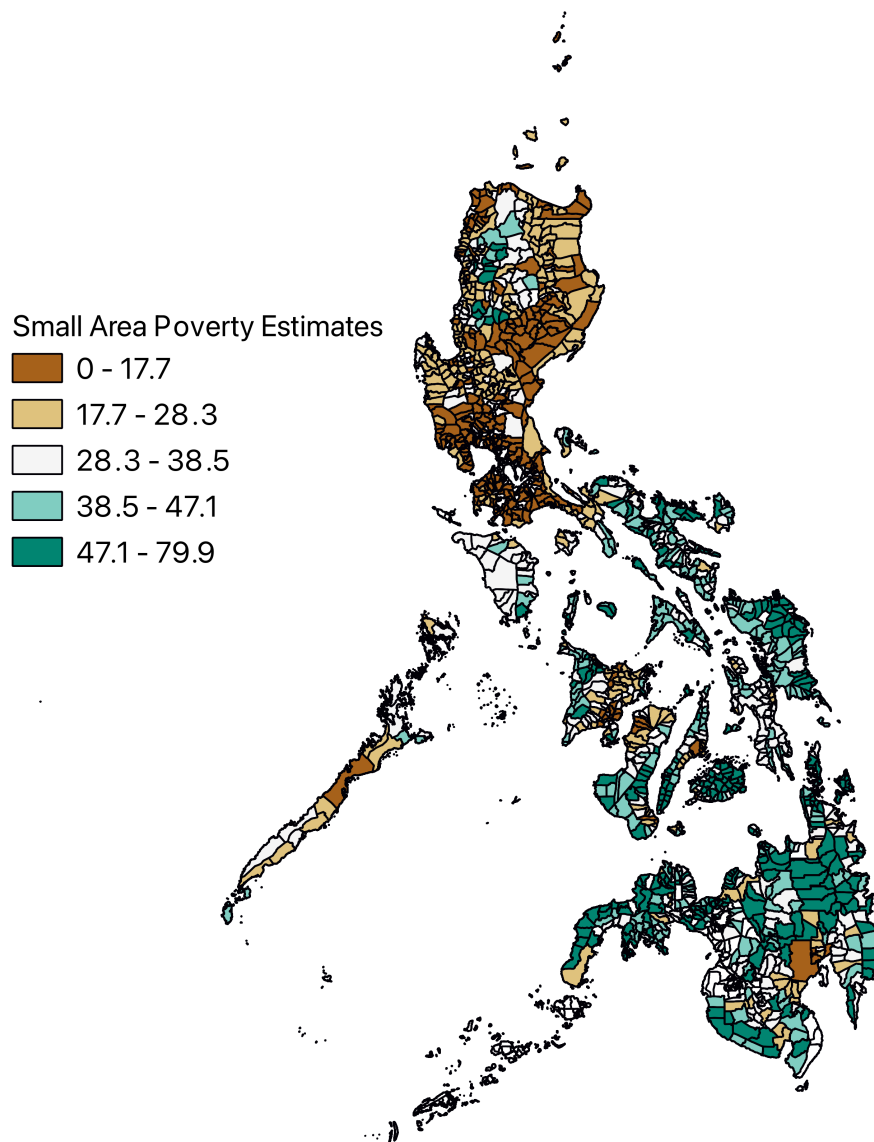 Small Area Poverty Estimates
0 - 17.7
17.7 - 28.3
28.3 - 38.5
38.5 - 47.1
47.1 - 79.9